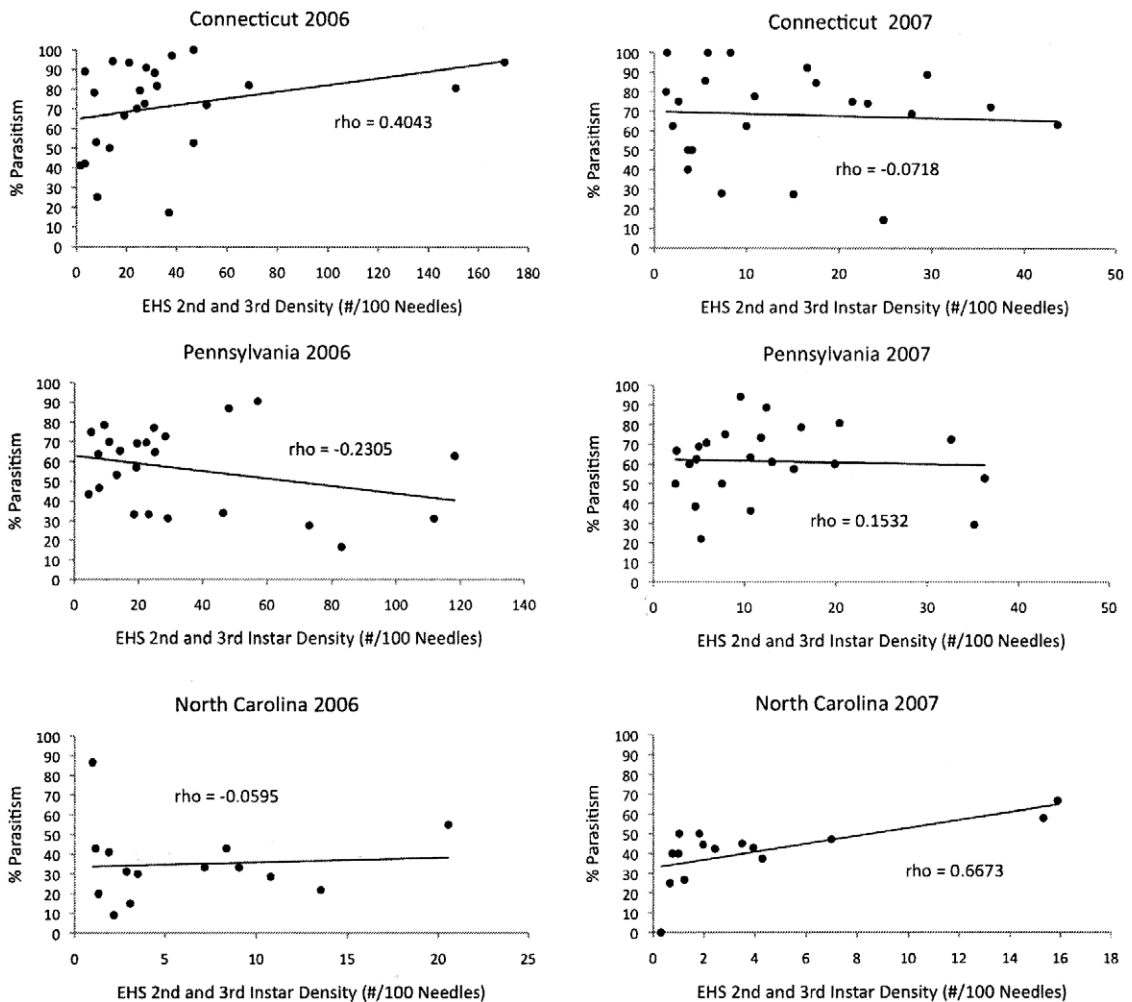 Connecticut 2006
% Parasitism
100
90
80
70
60
50
40
30
20
10
0
rho = 0.4043
0 20 40 60 80 100 120 140 160 180
EHS 2nd and 3rd Density (#/100 Needles)
Connecticut 2007
% Parasitism
100
90
80
70
60
50
40
30
20
10
0
rho = -0.0718
0 10 20 30 40 50
EHS 2nd and 3rd Instar Density (#/100 Needles)
Pennsylvania 2006
% Parasitism
100
90
80
70
60
50
40
30
20
10
0
rho = -0.2305
0 20 40 60 80 100 120 140
EHS 2nd and 3rd Instar Density (#/100 Needles)
Pennsylvania 2007
% Parasitism
100
90
80
70
60
50
40
30
20
10
0
rho = 0.1532
0 10 20 30 40 50
EHS 2nd and 3rd Instar Density (#/100 Needles)
North Carolina 2006
% Parasitism
100
90
80
70
60
50
40
30
20
10
0
rho = -0.0595
0 5 10 15 20 25
EHS 2nd and 3rd Instar Density (#/100 Needles)
North Carolina 2007
% Parasitism
100
90
80
70
60
50
40
30
20
10
0
rho = 0.6673
0 2 4 6 8 10 12 14 16 18
EHS 2nd and 3rd Instar Density (#/100 Needles)